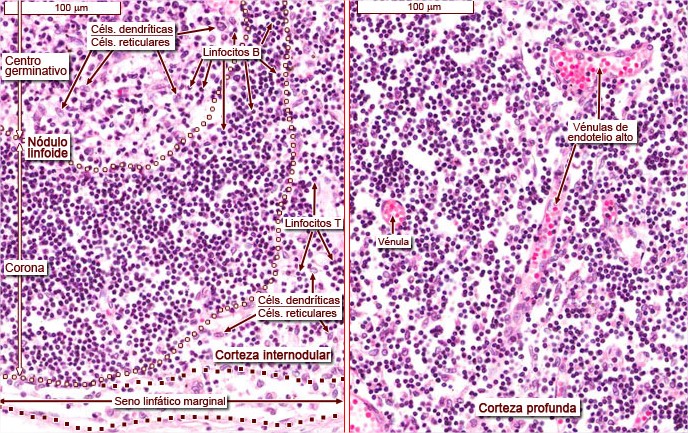 100 µm
Céls. dendríticas
Céls. reticulares
Linfocitos B
Centro
germinativo
Nódulo
linfoide
Linfocitos T
Corona
Céls. dendríticas
Céls. reticulares
Corteza internodular
Seno linfático marginal
100 µm
Vénulas de
endotelio alto
Vénula
Corteza profunda